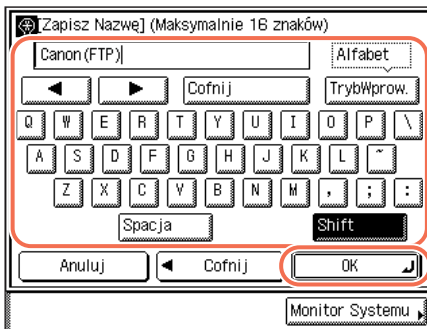 [Zapisz Nazwę] (Maksymalnie 16 znaków)
Canon(FTP)
Alfabet
◀ ▶ Cofnij TrybWprow.
Q W E R T Y U I O P \
A S D F G H J K L ~
Z X C V B N M , ; :
Spacja Shift
Anuluj ◀ Cofnij OK
Monitor Systemu